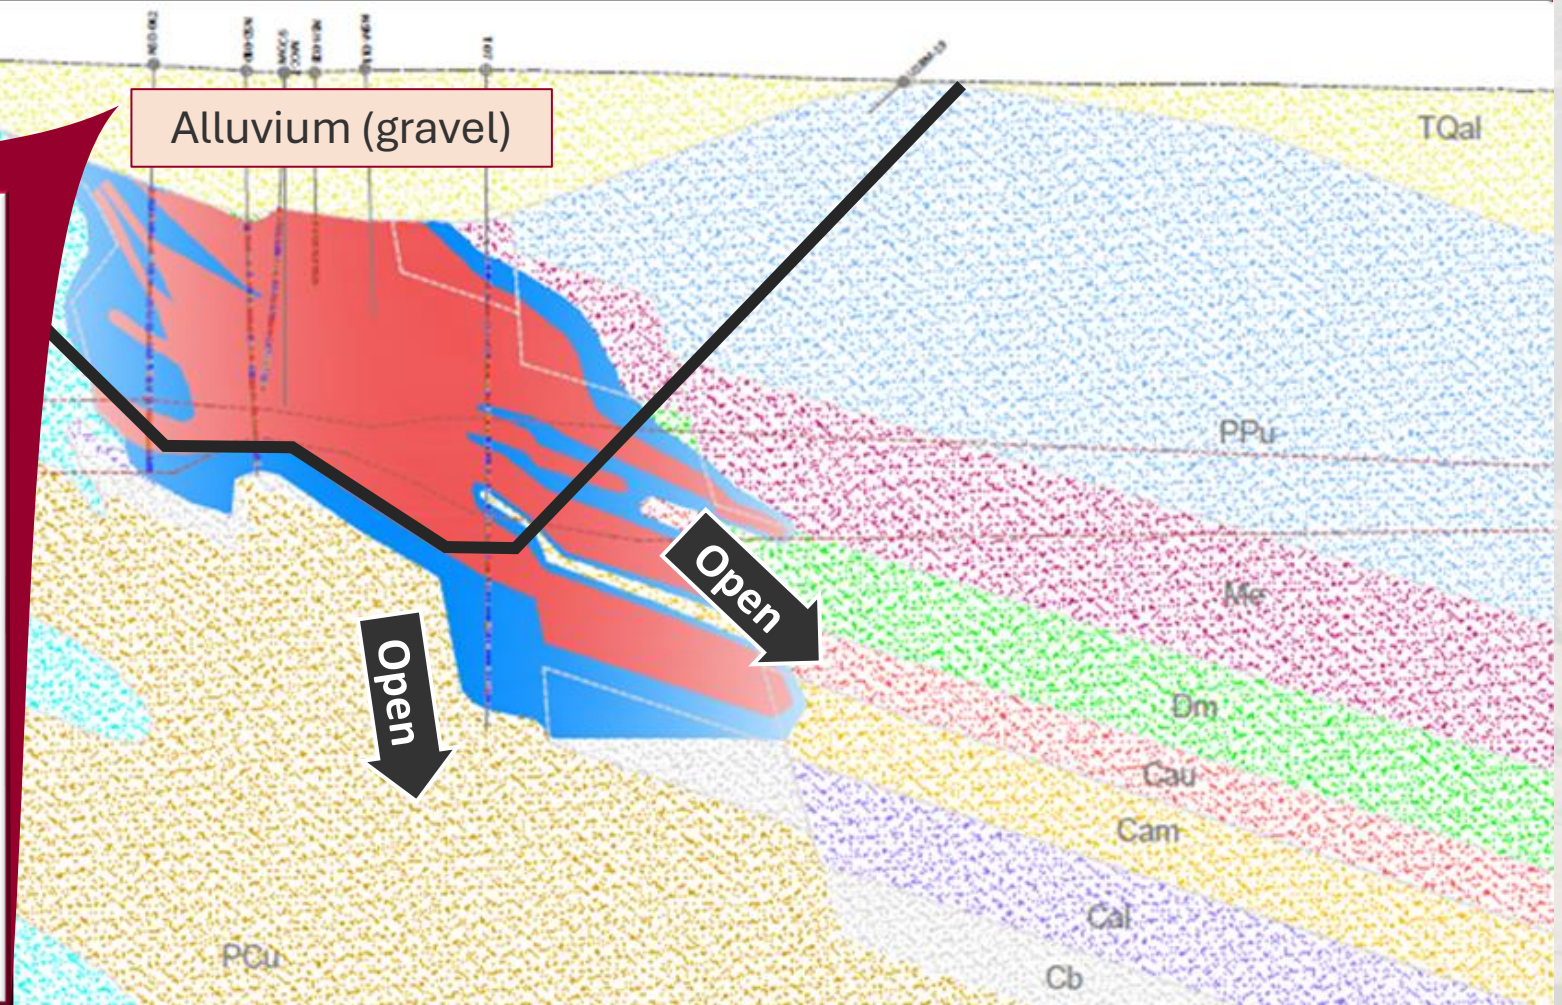 Alluvium (gravel)
TQal
PPu
Open
Me
Open
Dm
Cau
Cam
Cal
PCu
Cb